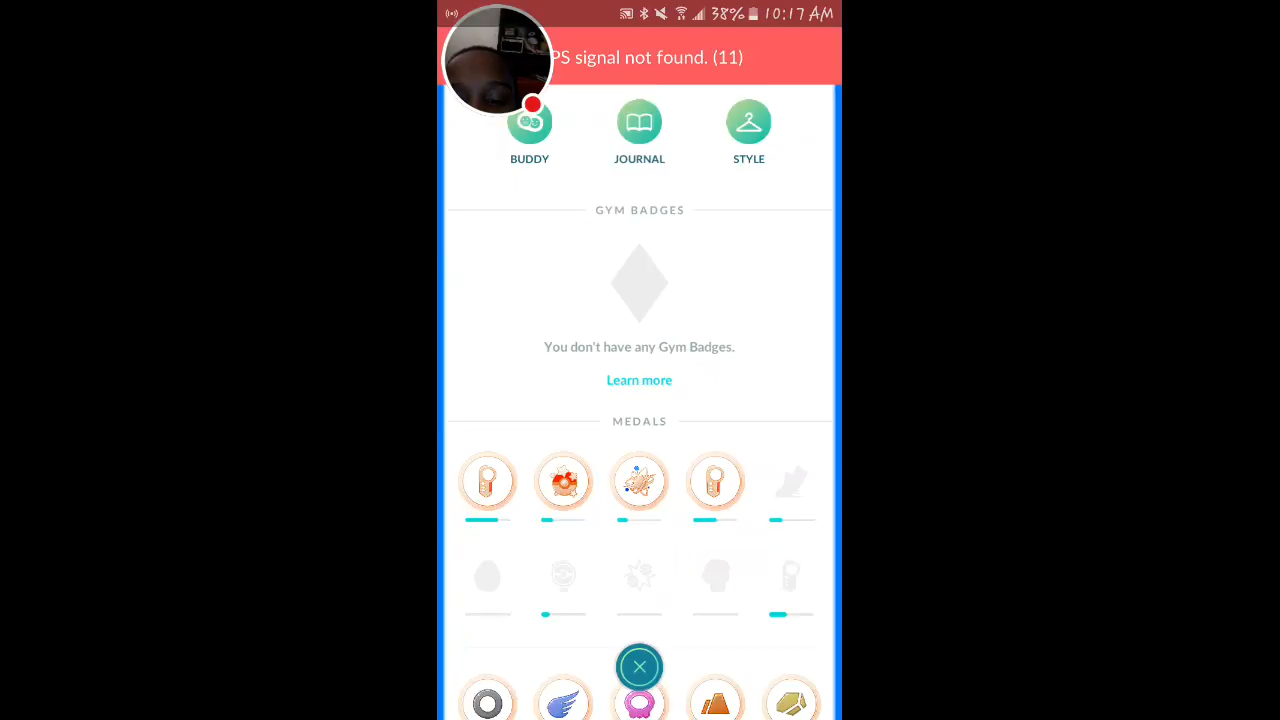 38% 10:17 AM
PS signal not found. (11)
BUDDY JOURNAL STYLE
GYM BADGES
You don't have any Gym Badges.
Learn more
MEDALS